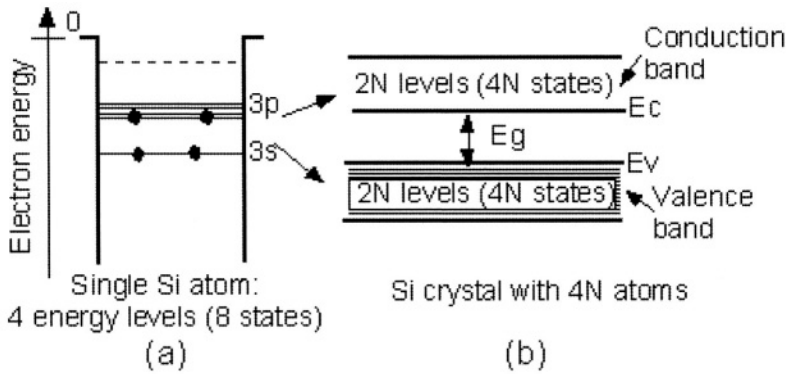 0
Electron energy
3p
3s
Single Si atom:
4 energy levels (8 states)
(a)
Conduction
band
2N levels (4N states)
Ec
Eg
Ev
2N levels (4N states)
Valence
band
Si crystal with 4N atoms
(b)